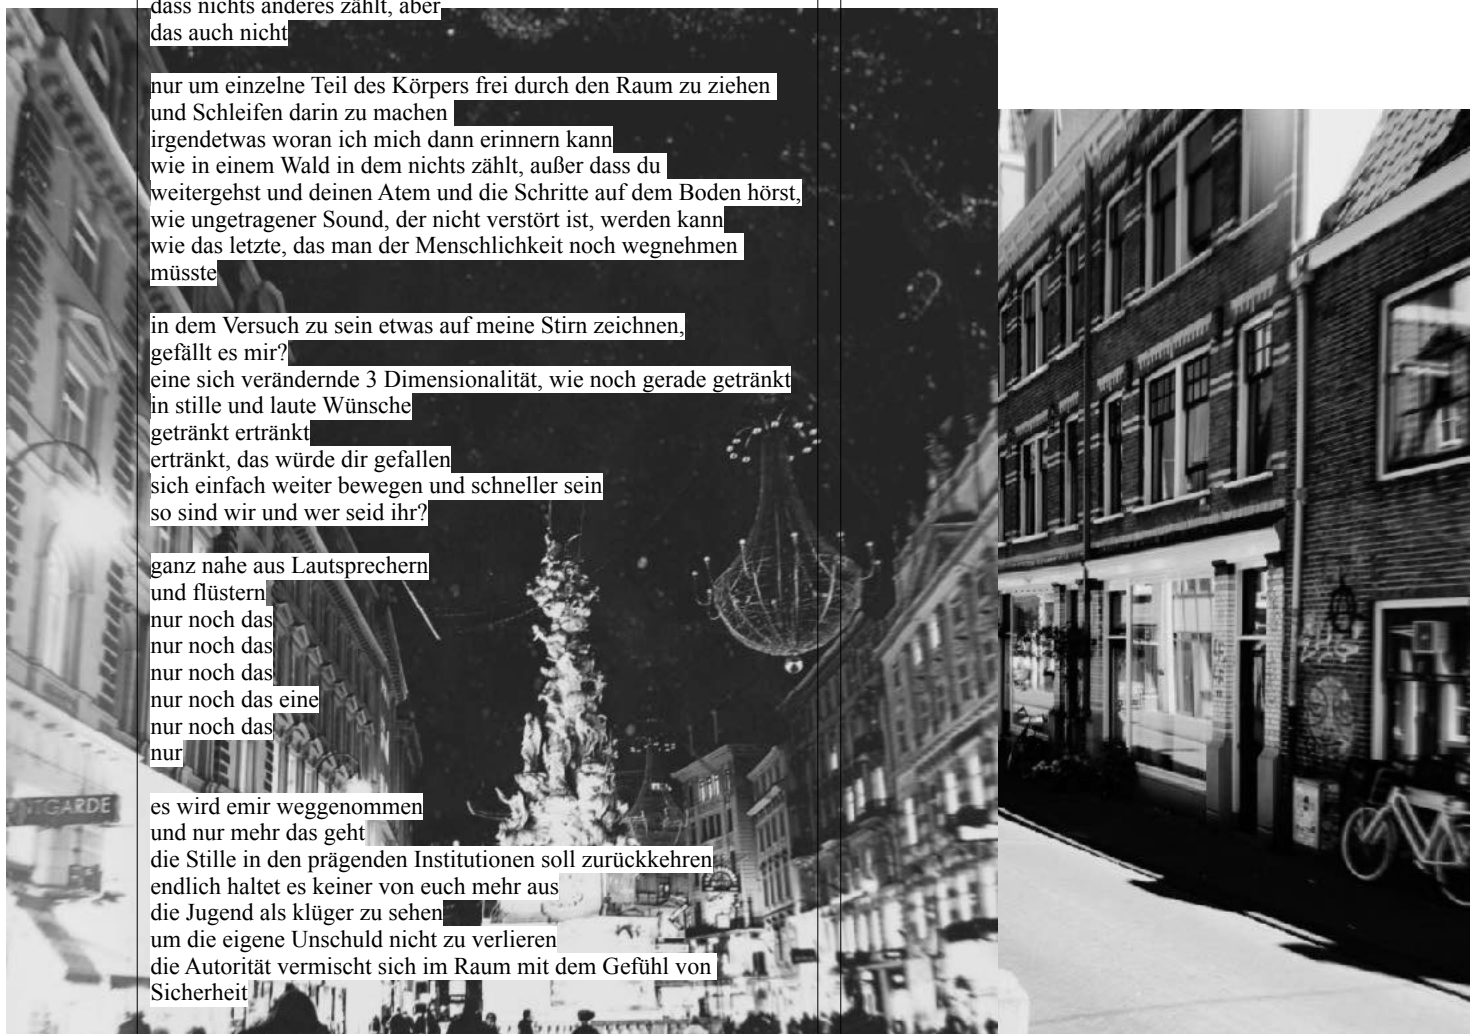 dass nichts anderes zählt, aber
das auch nicht
nur um einzelne Teil des Körpers frei durch den Raum zu ziehen
und Schleifen darin zu machen
irgendetwas woran ich mich dann erinnern kann
wie in einem Wald in dem nichts zählt, außer dass du
weitergehst und deinen Atem und die Schritte auf dem Boden hörst,
wie ungetragener Sound, der nicht verstört ist, werden kann
wie das letzte, das man der Menschlichkeit noch wegnehmen
müsste
in dem Versuch zu sein etwas auf meine Stirn zeichnen,
gefällt es mir?
eine sich verändernde 3 Dimensionalität, wie noch gerade getränkt
in stille und laute Wünsche
getränkt ertränkt
ertränkt, das würde dir gefallen
sich einfach weiter bewegen und schneller sein
so sind wir und wer seid ihr?
ganz nahe aus Lautsprechern
und flüstern
nur noch das
nur noch das
nur noch das
nur noch das eine
nur noch das
nur
es wird emir weggenommen
und nur mehr das geht
die Stille in den prägenden Institutionen soll zurückkehren
endlich haltet es keiner von euch mehr aus
die Jugend als klüger zu sehen
um die eigene Unschuld nicht zu verlieren
die Autorität vermischt sich im Raum mit dem Gefühl von
Sicherheit